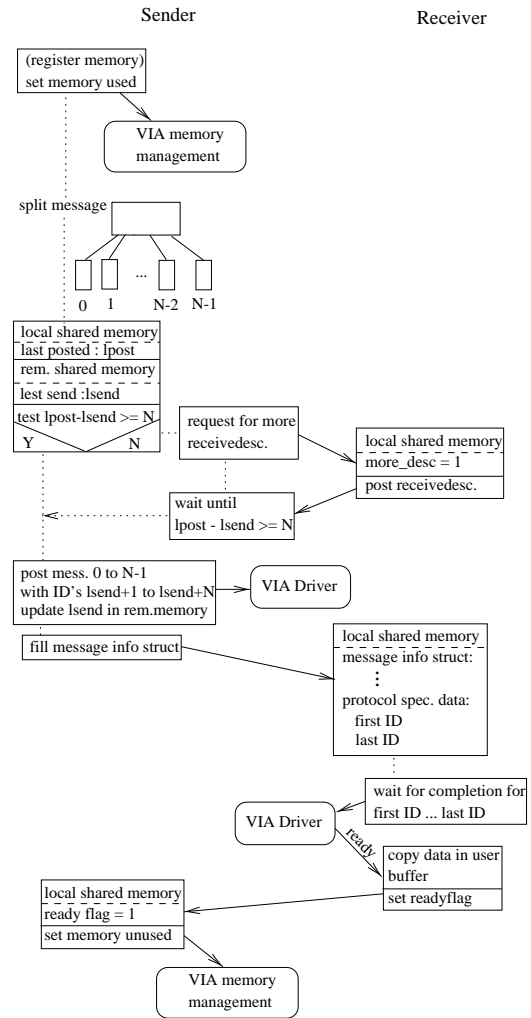 Sender
Receiver
(register memory)
set memory used
VIA memory
management
split message
...
0 1 N-2 N-1
local shared memory
last posted : lpost
rem. shared memory
lest send :lsend
test lpost-lsend >= N
Y N
request for more
receivedesc.
local shared memory
more_desc = 1
post receivedesc.
wait until
lpost - lsend >= N
post mess. 0 to N-1
with ID's lsend+1 to lsend+N
update lsend in rem.memory
VIA Driver
fill message info struct
local shared memory
message info struct:
protocol spec. data:
first ID
last ID
wait for completion for
first ID ... last ID
VIA Driver
ready
copy data in user
buffer
set readyflag
local shared memory
ready flag = 1
set memory unused
VIA memory
management